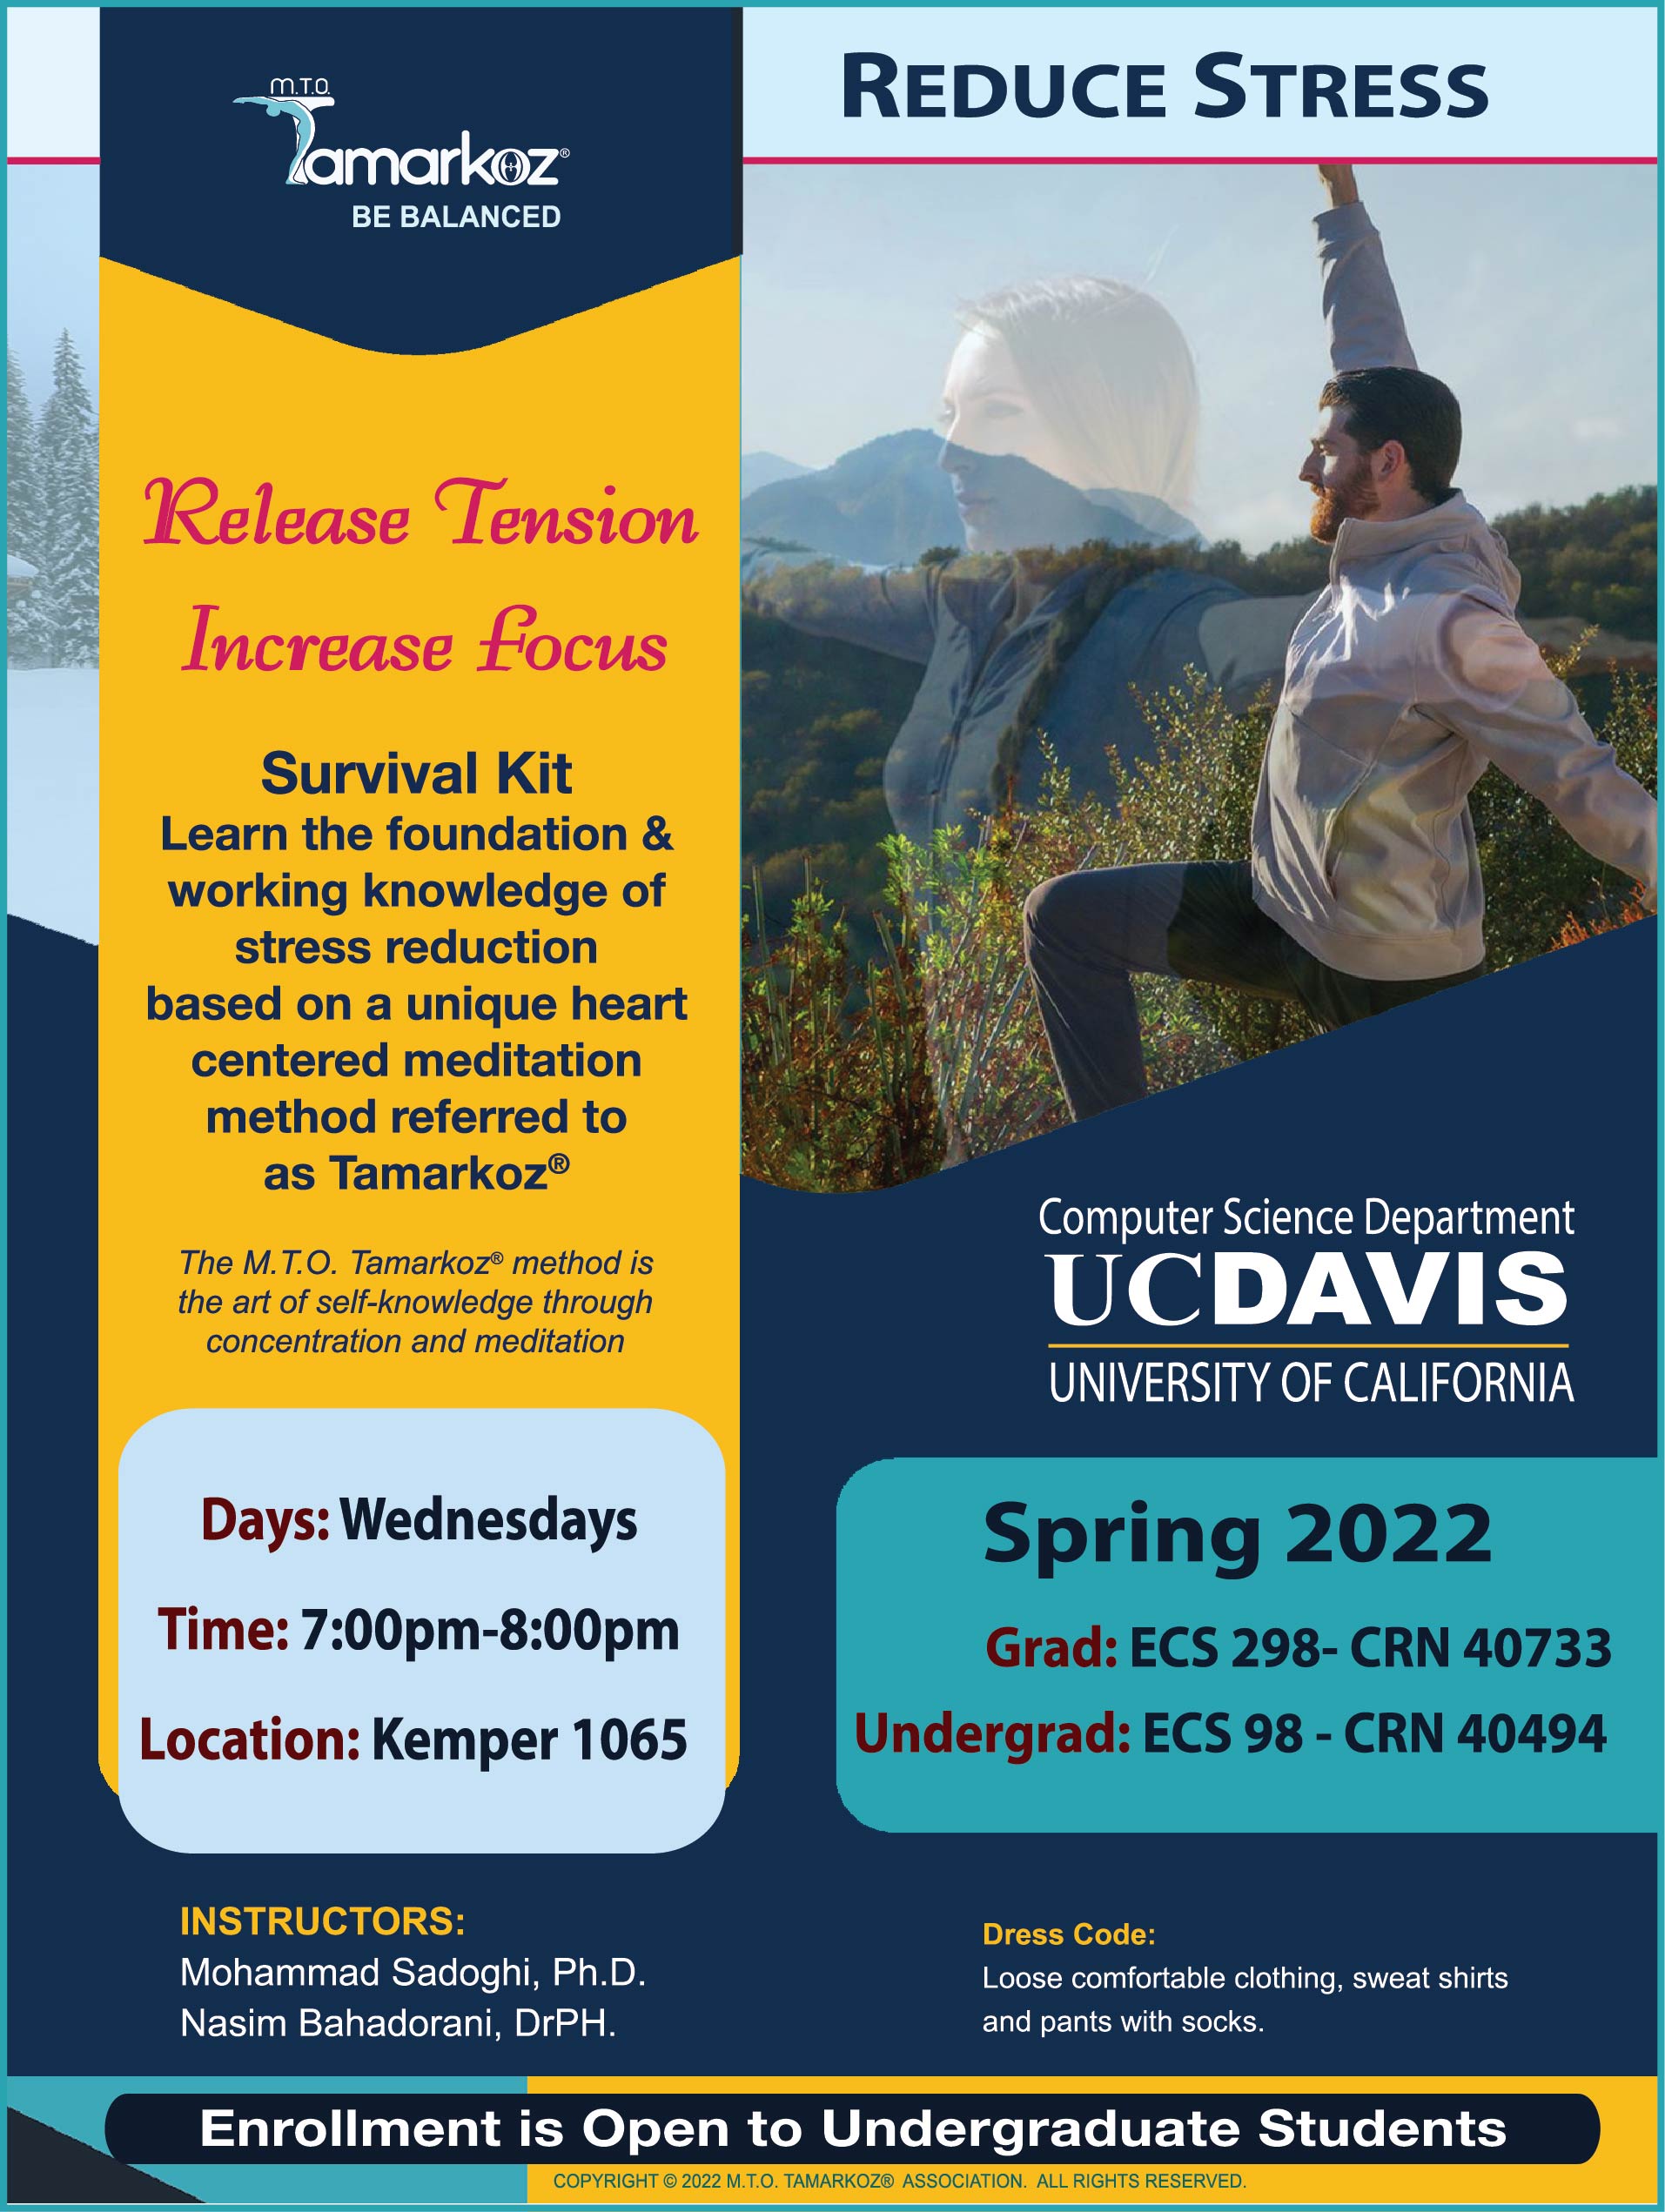 M.T.O.
Tamarkoz®
BE BALANCED
REDUCE STRESS
Release Tension
Increase Focus
Survival Kit
Learn the foundation &
working knowledge of
stress reduction
based on a unique heart
centered meditation
method referred to
as Tamarkoz®
The M.T.O. Tamarkoz® method is
the art of self-knowledge through
concentration and meditation
Days: Wednesdays
Time: 7:00pm-8:00pm
Location: Kemper 1065
Computer Science Department
UCDAVIS
UNIVERSITY OF CALIFORNIA
Spring 2022
Grad: ECS 298- CRN 40733
Undergrad: ECS 98 - CRN 40494
INSTRUCTORS:
Mohammad Sadoghi, Ph.D.
Nasim Bahadorani, DrPH.
Dress Code:
Loose comfortable clothing, sweat shirts
and pants with socks.
Enrollment is Open to Undergraduate Students
COPYRIGHT © 2022 M.T.O. TAMARKOZ® ASSOCIATION. ALL RIGHTS RESERVED.